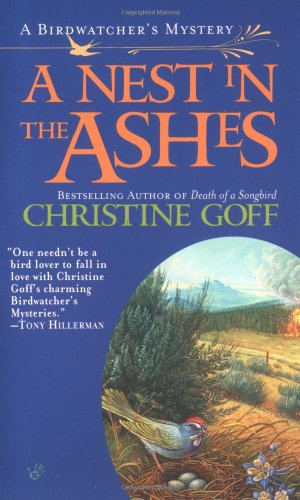 A Birdwatcher's Mystery
A NEST IN
THE ASHES
Bestselling Author of Death of a Songbird
CHRISTINE GOFF
"One needn't be a
bird lover to fall in
love with Christine
Goff's charming
Birdwatcher's
Mysteries."
—Tony Hillerman